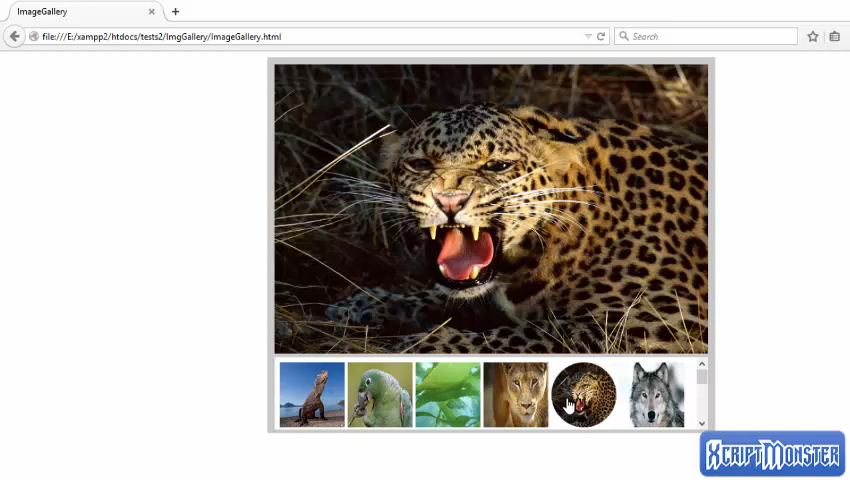 ImageGallery
file:///E:/xampp2/htdocs/tests2/ImgGallery/ImageGallery.html
Search
XCRIPTMONSTER